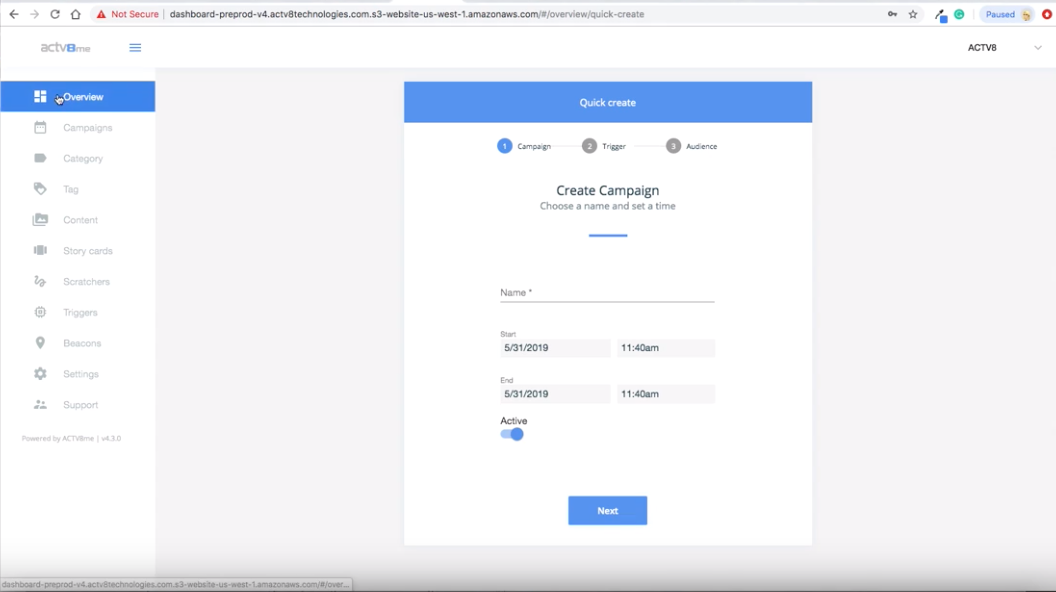 Not Secure | dashboard-preprod-v4.actv8technologies.com.s3-website-us-west-1.amazonaws.com/#/overview/quick-create
Paused
actv8me
ACTV8
Overview
Campaigns
Category
Tag
Content
Story cards
Scratchers
Triggers
Beacons
Settings
Support
Powered by ACTV8me | v4.3.0
Quick create
1 Campaign 2 Trigger 3 Audience
Create Campaign
Choose a name and set a time
Name *
Start
5/31/2019 11:40am
End
5/31/2019 11:40am
Active
Next
dashboard-preprod-v4.actv8technologies.com.s3-website-us-west-1.amazonaws.com/#/over...